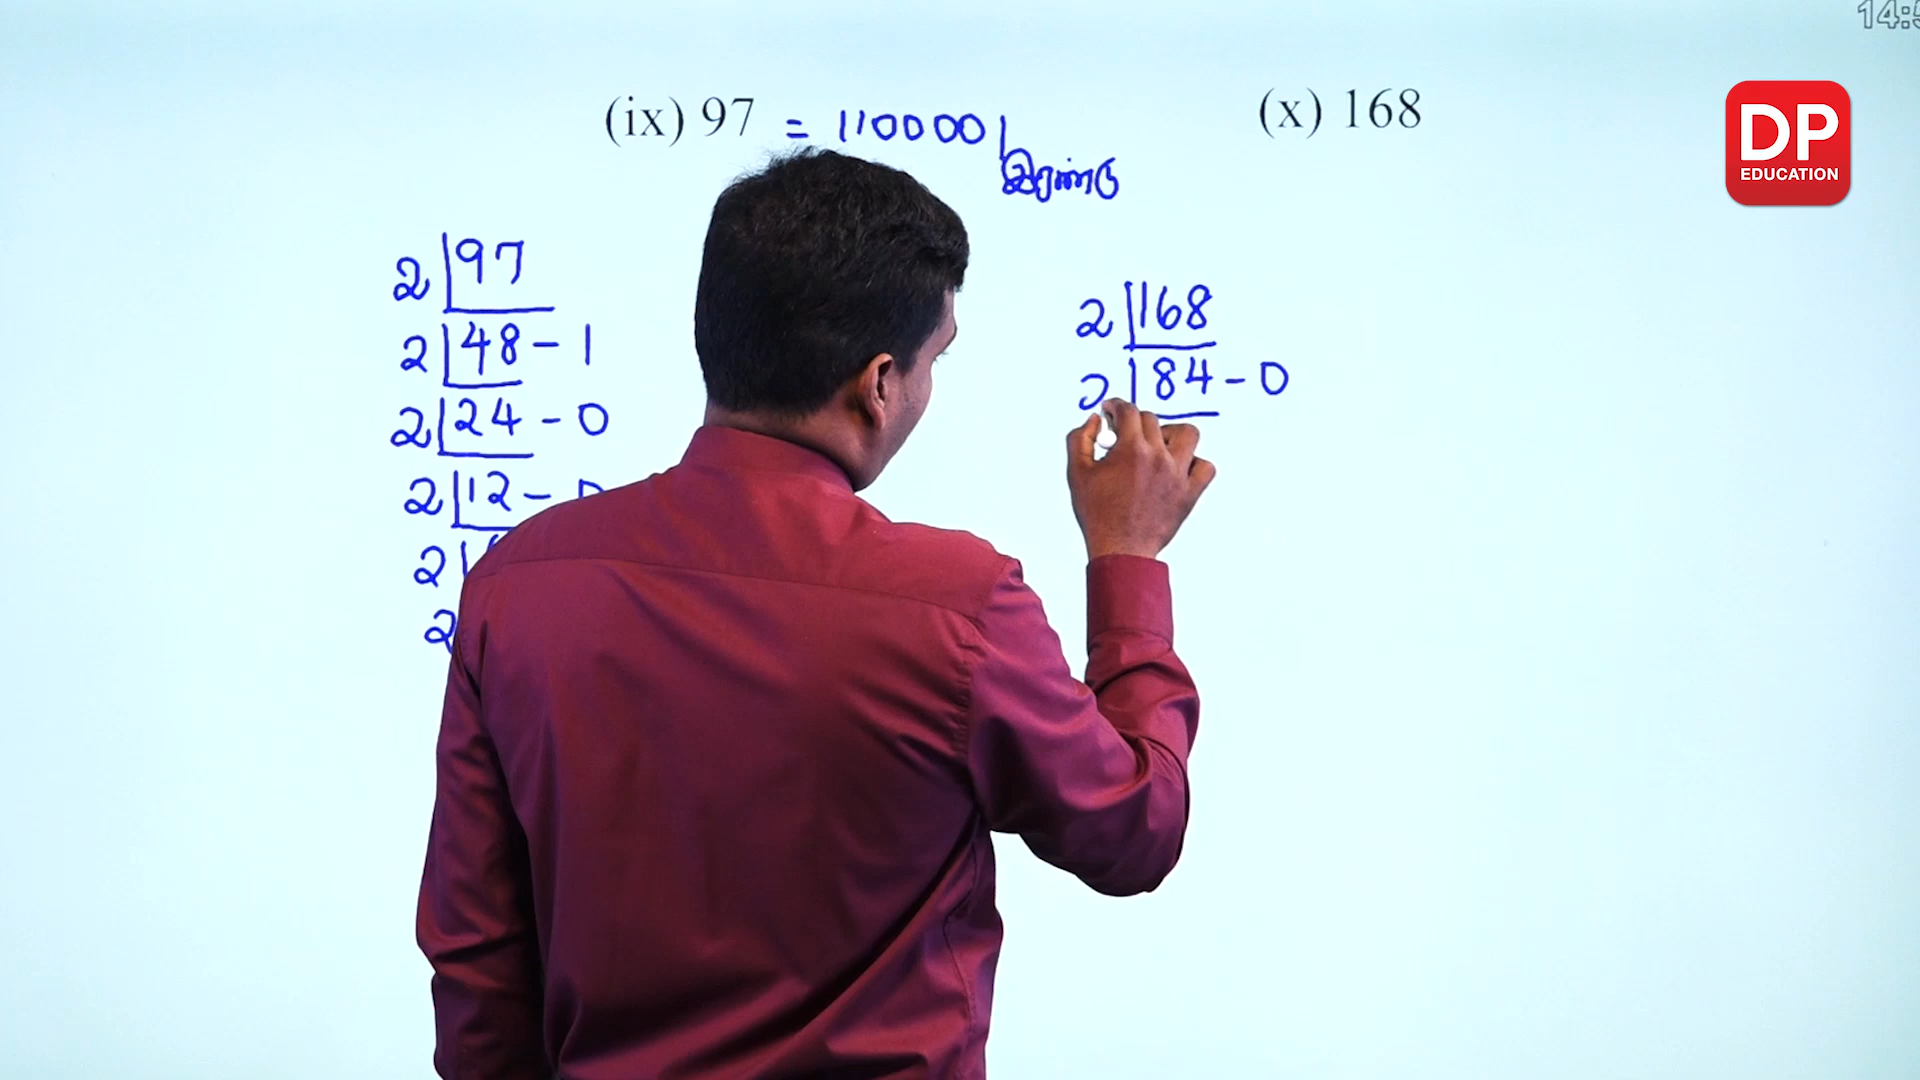 14:5
DP
EDUCATION
(ix) 97 = 1100001 இரண்டு
(x) 168
2 97
2 48 - 1
2 24 - 0
2 12 - 0
2
2
2 168
2 84 - 0